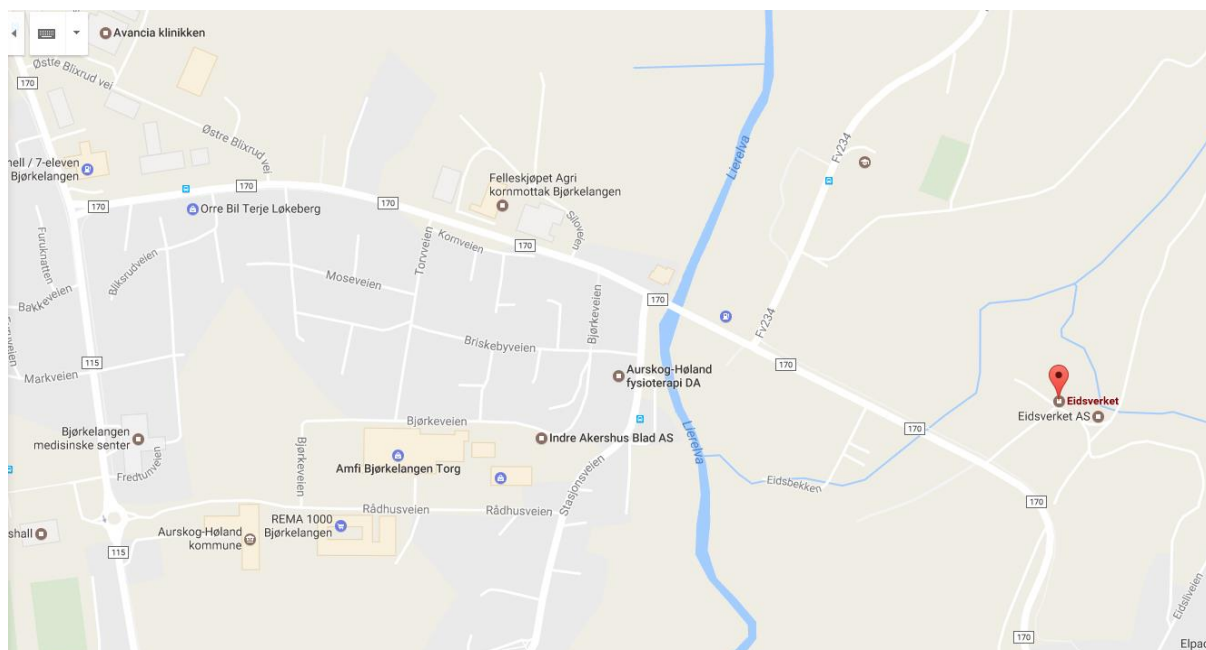 Avancia klinikken
Østre Blixrud vei
170
Østre Blixrud vei
Fv234
Lierelva
nell / 7-eleven
Bjørkelangen
170
170
170
Orre Bil Terje Løkeberg
Felleskjøpet Agri
kornmottak Bjørkelangen
Siloveien
Furuknatten
Bliksrudveien
Torvveien
Kornveien
170
Moseveien
Bakkeveien
170
Bjørkeveien
Fv234
Briskebyveien
115
Markveien
170
Aurskog-Høland
fysioterapi DA
Eidsverket
Eidsverket AS
Bjørkeveien
Bjørkelangen
medisinske senter
Indre Akershus Blad AS
Lierelva
170
Bjørkeveien
Amfi Bjørkelangen Torg
Fredtunveien
Stasjonsveien
Eidsbekken
170
Rådhusveien
Rådhusveien
REMA 1000
Bjørkelangen
Aurskog-Høland
kommune
shall
115
Eidsliveien
170
Elpad